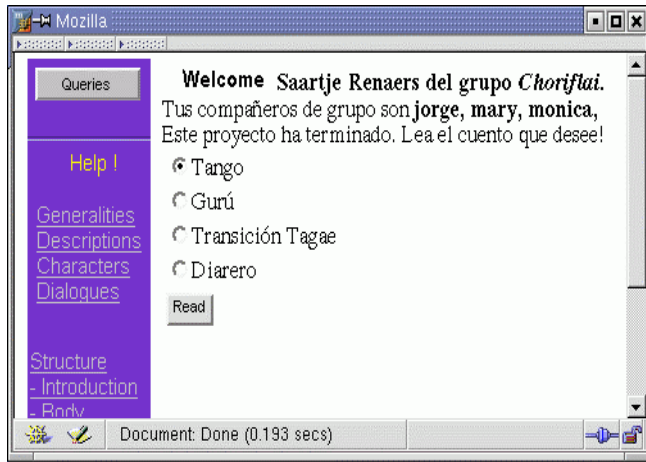 Mozilla
Queries
Help !
Generalities
Descriptions
Characters
Dialogues
Structure
- Introduction
- Body
Welcome Saartje Renaers del grupo Choriflai.
Tus compañeros de grupo son jorge, mary, monica,
Este proyecto ha terminado. Lea el cuento que desee!
Tango
Gurú
Transición Tagae
Diarero
Read
Document: Done (0.193 secs)